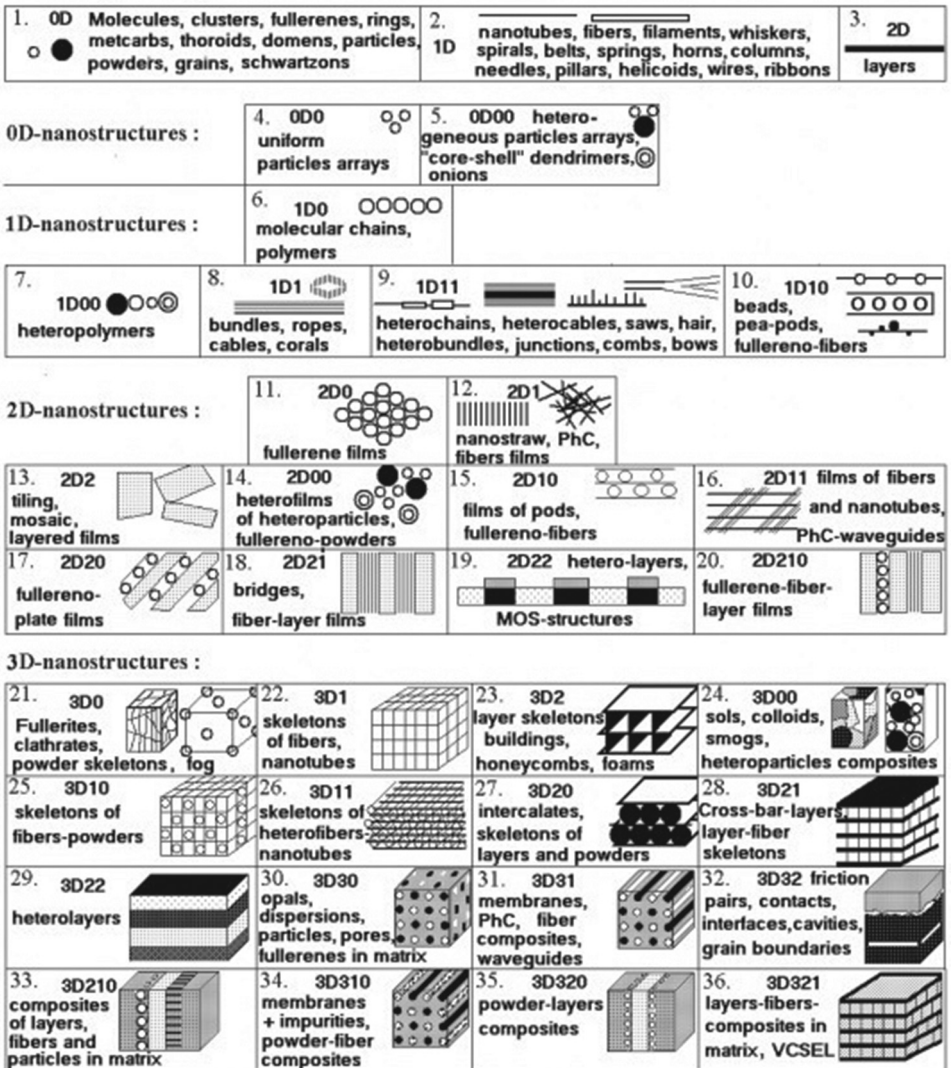 1. 0D Molecules, clusters, fullerenes, rings,
metcarbs, thoroids, domens, particles,
powders, grains, schwartzons
2. 1D
nanotubes, fibers, filaments, whiskers,
spirals, belts, springs, horns, columns,
needles, pillars, helicoids, wires, ribbons
3. 2D
layers
0D-nanostructures :
4. 0D0
uniform
particles arrays
5. 0D00 hetero-
geneous particles arrays,
"core-shell" dendrimers,
onions
1D-nanostructures :
6. 1D0
molecular chains,
polymers
7. 1D00
heteropolymers
8. 1D1
bundles, ropes,
cables, corals
9. 1D11
heterochains, heterocables, saws, hair,
heterobundles, junctions, combs, bows
10. 1D10
beads,
pea-pods,
fullereno-fibers
2D-nanostructures :
11. 2D0
fullerene films
12. 2D1
nanostraw, PhC,
fibers films
13. 2D2
tiling,
mosaic,
layered films
14. 2D00
heterofilms
of heteroparticles,
fullereno-powders
15. 2D10
films of pods,
fullereno-fibers
16. 2D11 films of fibers
and nanotubes,
PhC-waveguides
17. 2D20
fullereno-
plate films
18. 2D21
bridges,
fiber-layer films
19. 2D22 hetero-layers,
MOS-structures
20. 2D210
fullerene-fiber-
layer films
3D-nanostructures :
21. 3D0
Fullerites,
clathrates,
powder skeletons, fog
22. 3D1
skeletons
of fibers,
nanotubes
23. 3D2
layer skeletons
buildings,
honeycombs, foams
24. 3D00
sols, colloids,
smogs,
heteroparticles composites
25. 3D10
skeletons of
fibers-powders
26. 3D11
skeletons of
heterofibers-
nanotubes
27. 3D20
intercalates,
skeletons of
layers and powders
28. 3D21
Cross-bar-layers,
layer-fiber
skeletons
29. 3D22
heterolayers
30. 3D30
opals,
dispersions,
particles, pores,
fullerenes in matrix
31. 3D31
membranes,
PhC, fiber
composites,
waveguides
32. 3D32 friction
pairs, contacts,
interfaces,cavities,
grain boundaries
33. 3D210
composites
of layers,
fibers and
particles in matrix
34. 3D310
membranes
+ impurities,
powder-fiber
composites
35. 3D320
powder-layers
composites
36. 3D321
layers-fibers-
composites in
matrix, VCSEL